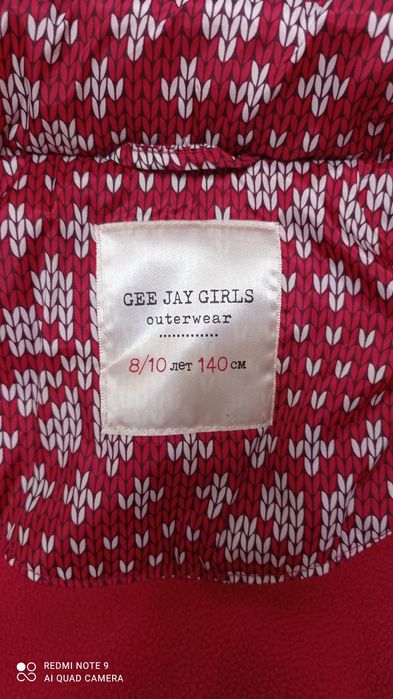 GEE JAY GIRLS
outerwear
8/10 лет 140 см
REDMI NOTE 9
AI QUAD CAMERA